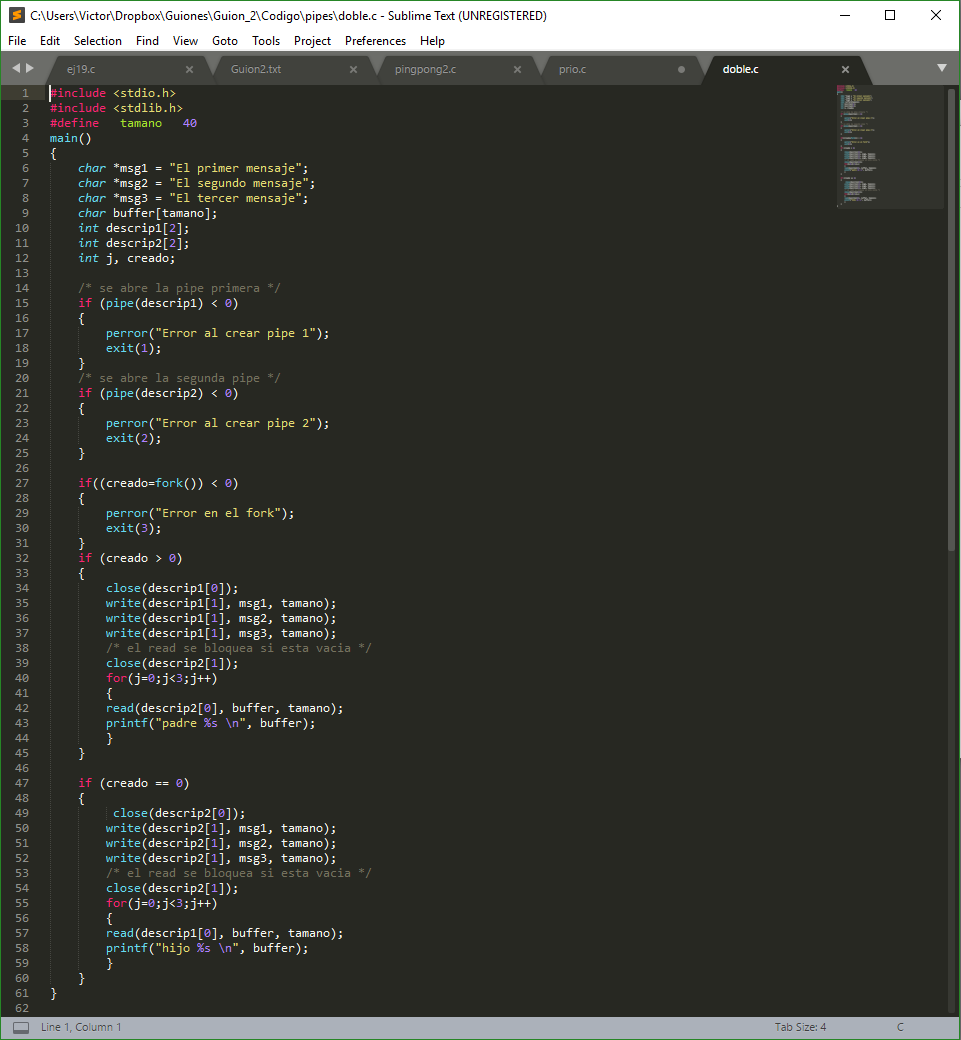 C:\Users\Victor\Dropbox\Guiones\Guion_2\Codigo\pipes\doble.c - Sublime Text (UNREGISTERED)
File Edit Selection Find View Goto Tools Project Preferences Help
ej19.c Guion2.txt pingpong2.c prio.c doble.c
1 #include <stdio.h>
2 #include <stdlib.h>
3 #define   tamano   40
4 main()
5 {
6     char *msg1 = "El primer mensaje";
7     char *msg2 = "El segundo mensaje";
8     char *msg3 = "El tercer mensaje";
9     char buffer[tamano];
10     int descrip1[2];
11     int descrip2[2];
12     int j, creado;
13
14     /* se abre la pipe primera */
15     if (pipe(descrip1) < 0)
16     {
17         perror("Error al crear pipe 1");
18         exit(1);
19     }
20     /* se abre la segunda pipe */
21     if (pipe(descrip2) < 0)
22     {
23         perror("Error al crear pipe 2");
24         exit(2);
25     }
26
27     if((creado=fork()) < 0)
28     {
29         perror("Error en el fork");
30         exit(3);
31     }
32     if (creado > 0)
33     {
34         close(descrip1[0]);
35         write(descrip1[1], msg1, tamano);
36         write(descrip1[1], msg2, tamano);
37         write(descrip1[1], msg3, tamano);
38         /* el read se bloquea si esta vacia */
39         close(descrip2[1]);
40         for(j=0;j<3;j++)
41         {
42         read(descrip2[0], buffer, tamano);
43         printf("padre %s \n", buffer);
44         }
45     }
46
47     if (creado == 0)
48     {
49          close(descrip2[0]);
50         write(descrip2[1], msg1, tamano);
51         write(descrip2[1], msg2, tamano);
52         write(descrip2[1], msg3, tamano);
53         /* el read se bloquea si esta vacia */
54         close(descrip2[1]);
55         for(j=0;j<3;j++)
56         {
57         read(descrip1[0], buffer, tamano);
58         printf("hijo %s \n", buffer);
59         }
60     }
61 }
62
Line 1, Column 1 Tab Size: 4 C